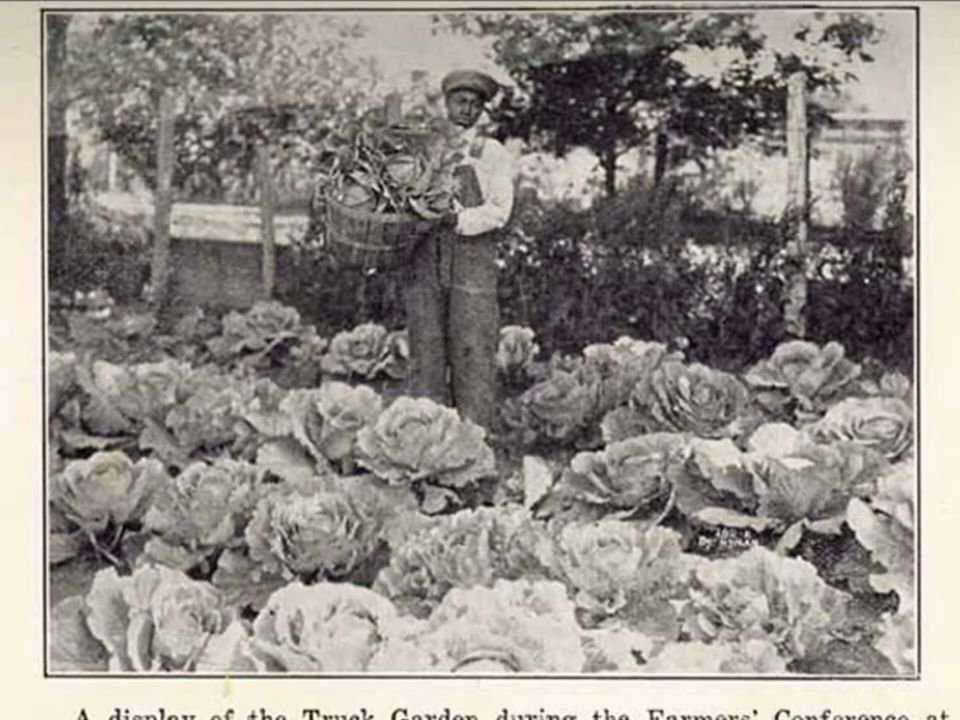 A display of the Truck Garden during the Farmers' Conference at